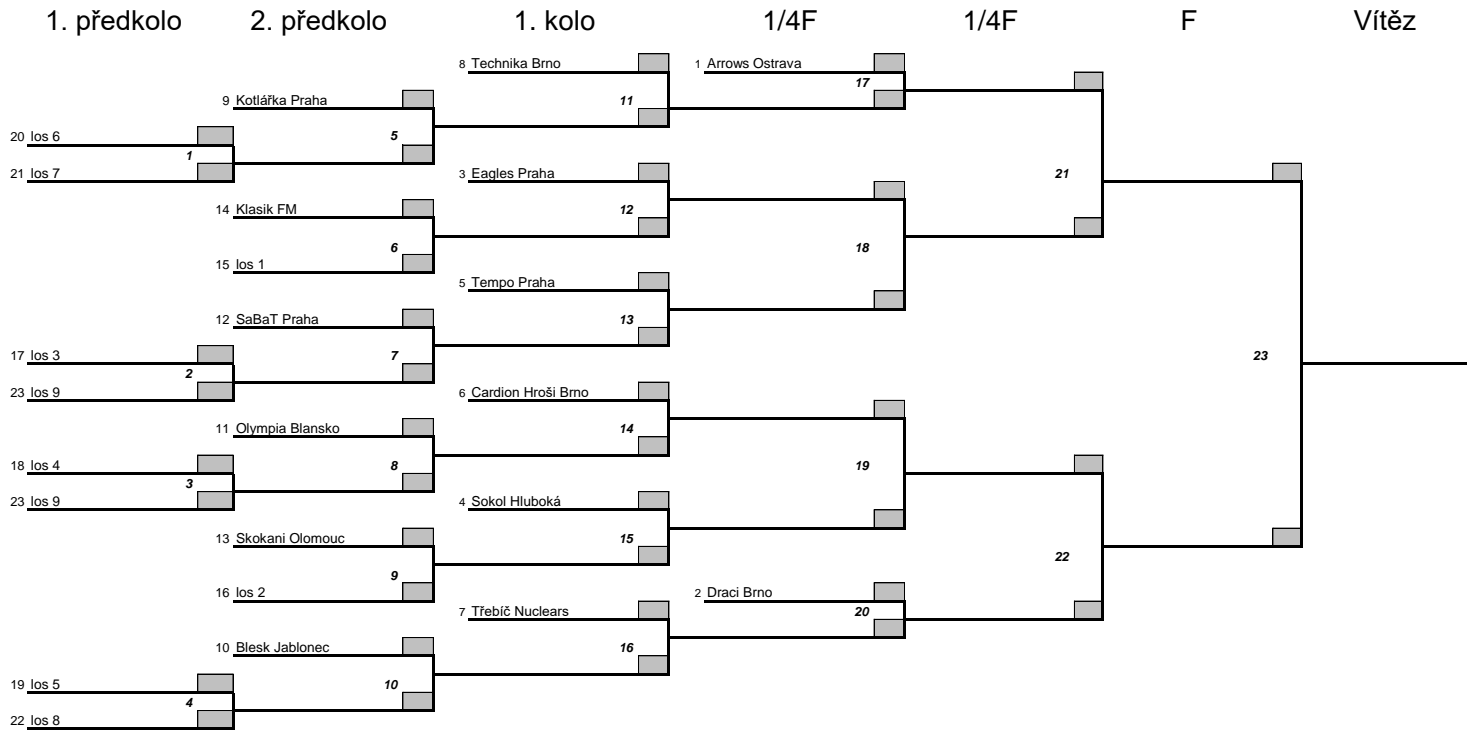 1. předkolo 2. předkolo 1. kolo 1/4F 1/4F F Vítěz
8 Technika Brno 1 Arrows Ostrava
17
9 Kotlářka Praha 11
20 los 6 5
1
21 los 7 3 Eagles Praha 21
14 Klasik FM 12
6 18
15 los 1
5 Tempo Praha
12 SaBaT Praha 13
17 los 3 7 23
2
23 los 9 6 Cardion Hroši Brno
11 Olympia Blansko 14
18 los 4 8 19
3
23 los 9 4 Sokol Hluboká
13 Skokani Olomouc 15
22
9
16 los 2 2 Draci Brno
7 Třebíč Nuclears 20
10 Blesk Jablonec 16
19 los 5 10
4
22 los 8